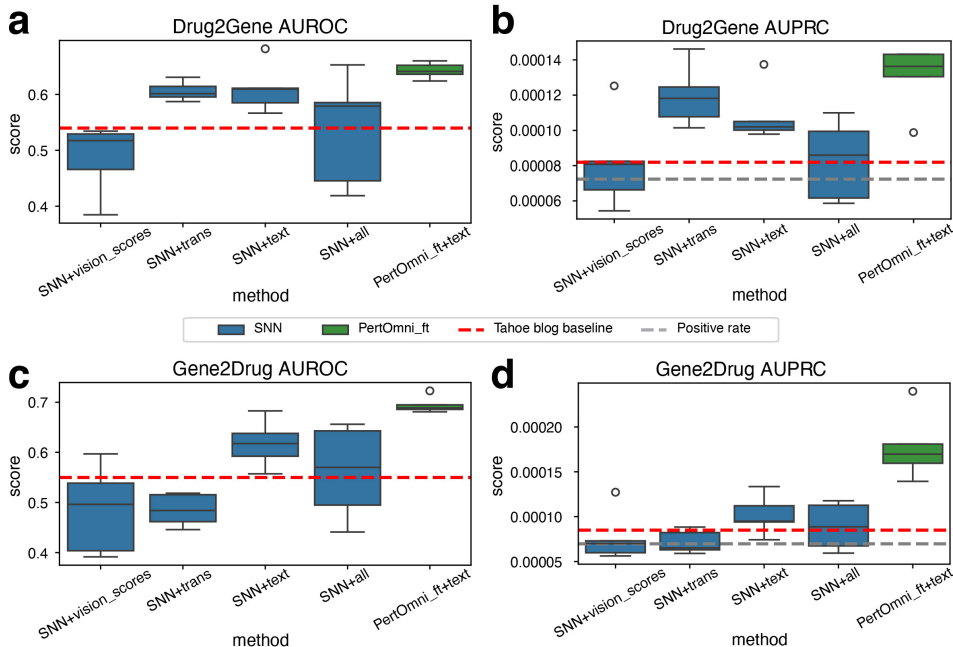 a
Drug2Gene AUROC
score
0.6
0.5
0.4
SNN+vision_scores
SNN+trans
SNN+text
SNN+all
PertOmni_ft+text
method
b
Drug2Gene AUPRC
score
0.00014
0.00012
0.00010
0.00008
0.00006
SNN+vision_scores
SNN+trans
SNN+text
SNN+all
PertOmni_ft+text
method
SNN
PertOmni_ft
Tahoe blog baseline
Positive rate
c
Gene2Drug AUROC
score
0.7
0.6
0.5
0.4
SNN+vision_scores
SNN+trans
SNN+text
SNN+all
PertOmni_ft+text
method
d
Gene2Drug AUPRC
score
0.00020
0.00015
0.00010
0.00005
SNN+vision_scores
SNN+trans
SNN+text
SNN+all
PertOmni_ft+text
method